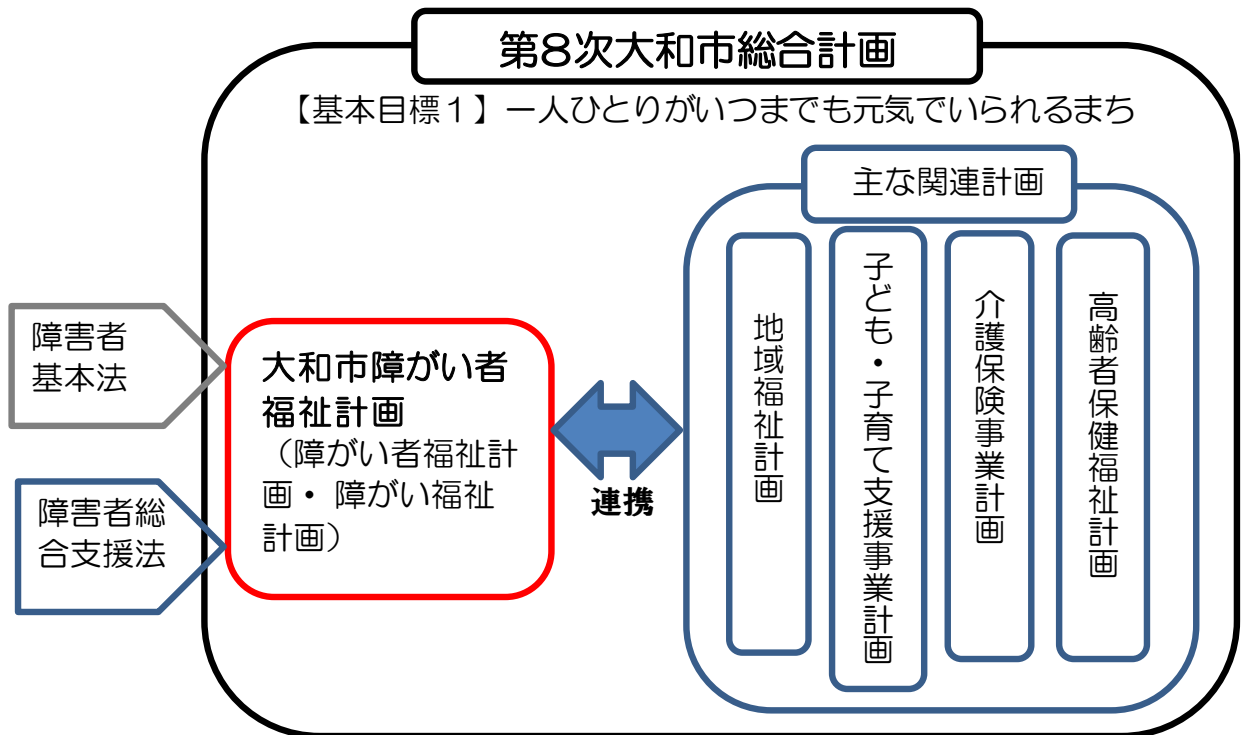 第8次大和市総合計画
【基本目標1】一人ひとりがいつまでも元気でいられるまち
主な関連計画
障害者
基本法
障害者総
合支援法
大和市障がい者
福祉計画
（障がい者福祉計
画・障がい福祉
計画）
連携
地域福祉計画
子ども・子育て支援事業計画
介護保険事業計画
高齢者保健福祉計画